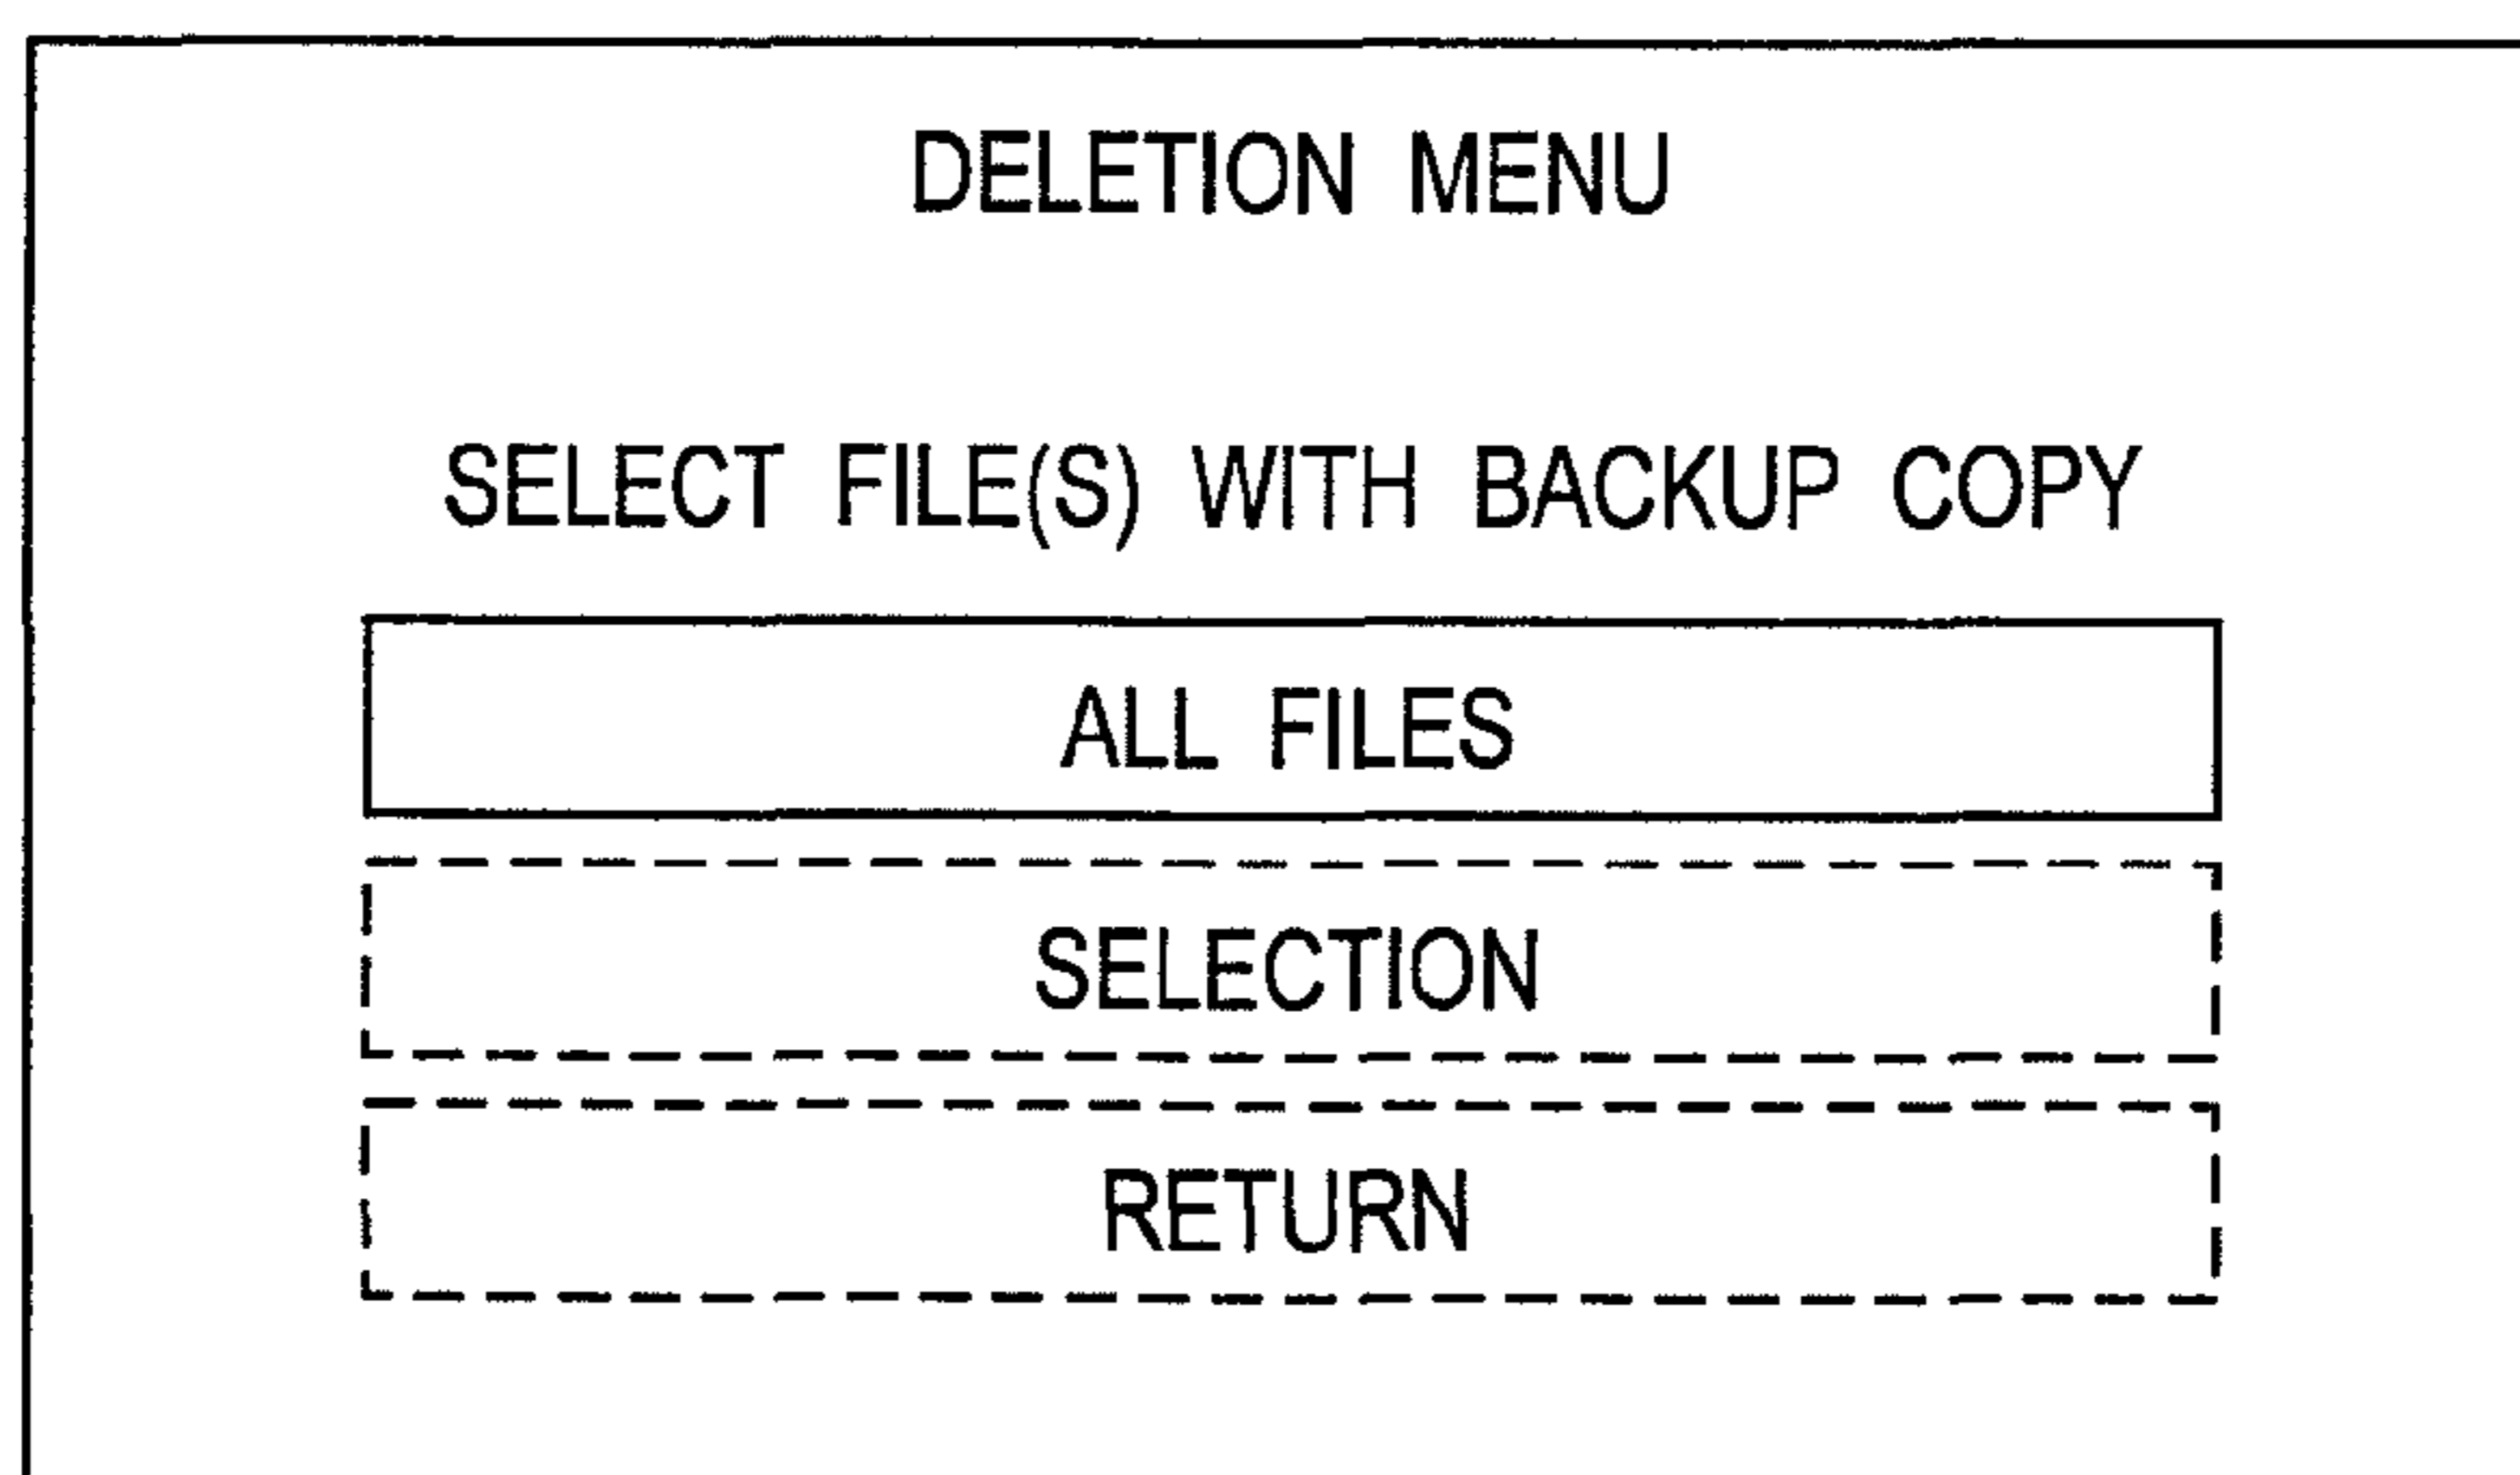 DELETION MENU
SELECT FILE(S) WITH BACKUP COPY
ALL FILES
SELECTION
RETURN